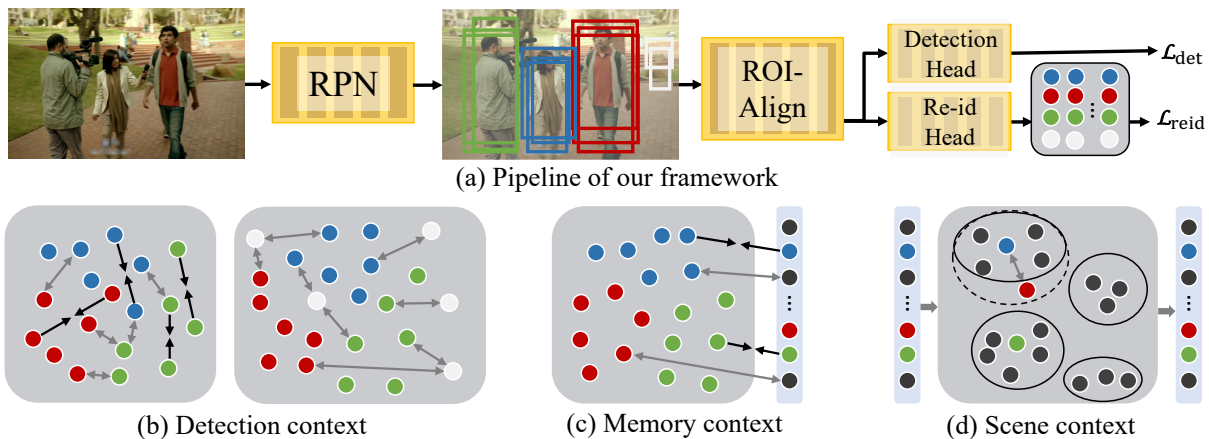 RPN
ROI-
Align
Detection
Head
Re-id
Head
ℒdet
ℒreid
(a) Pipeline of our framework
(b) Detection context
(c) Memory context
(d) Scene context